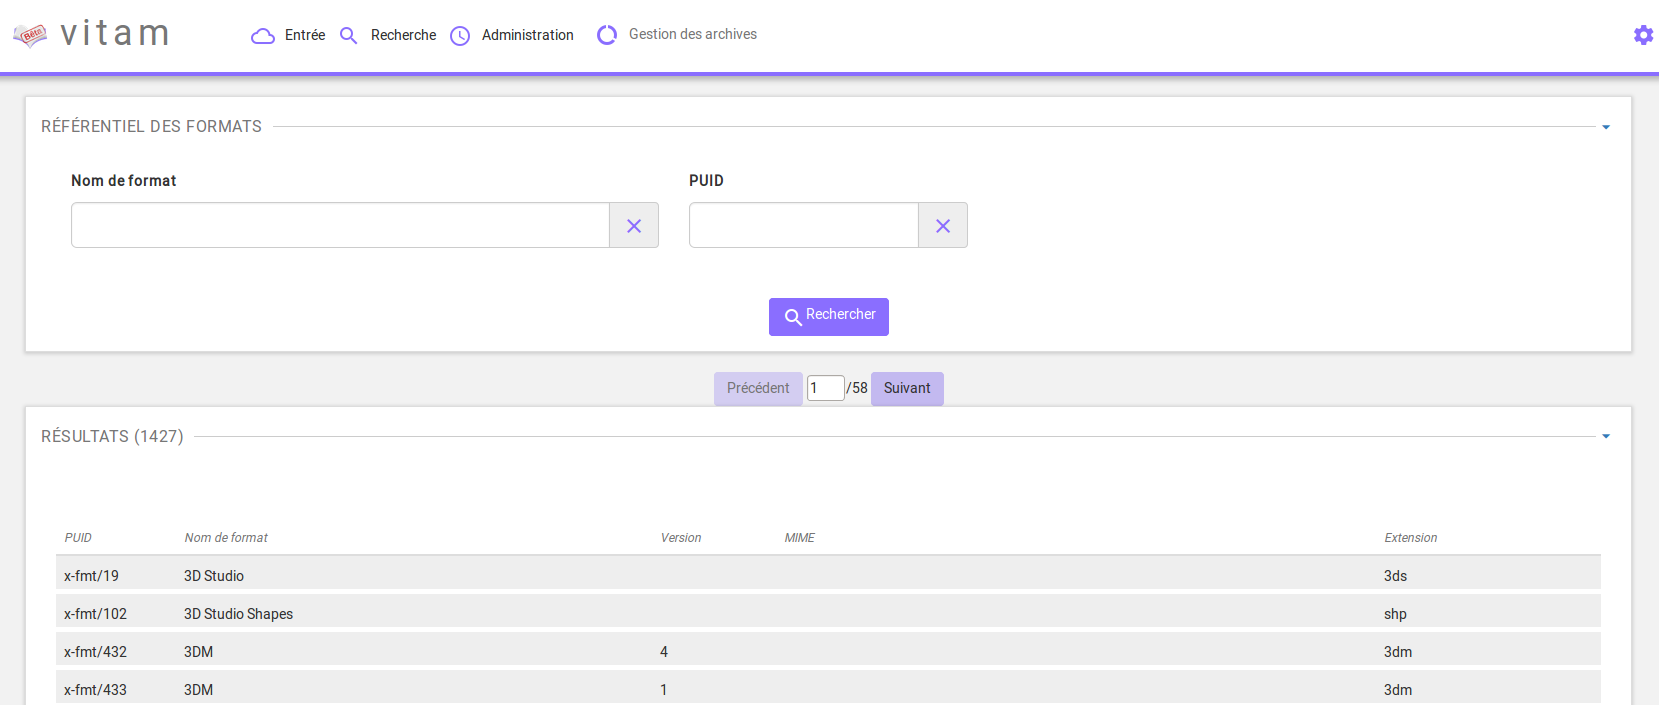 Bêta vitam Entrée Recherche Administration Gestion des archives
RÉFÉRENTIEL DES FORMATS
Nom de format PUID
Rechercher
Précédent 1 /58 Suivant
RÉSULTATS (1427)
PUID Nom de format Version MIME Extension
x-fmt/19 3D Studio 3ds
x-fmt/102 3D Studio Shapes shp
x-fmt/432 3DM 4 3dm
x-fmt/433 3DM 1 3dm